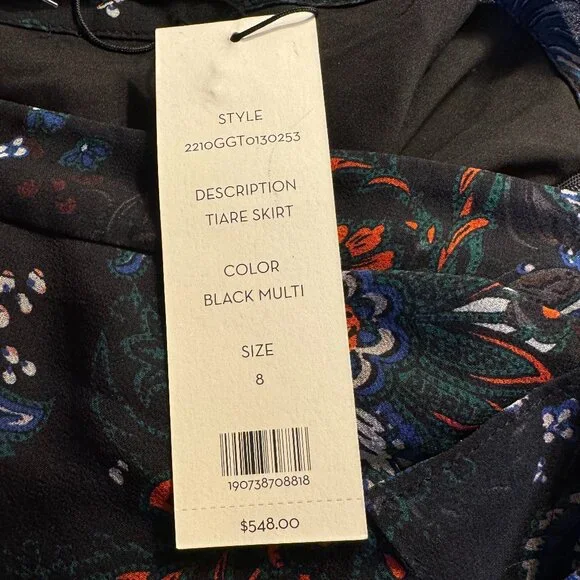 STYLE
2210GGT0130253
DESCRIPTION
TIARE SKIRT
COLOR
BLACK MULTI
SIZE
8
190738708818
$548.00